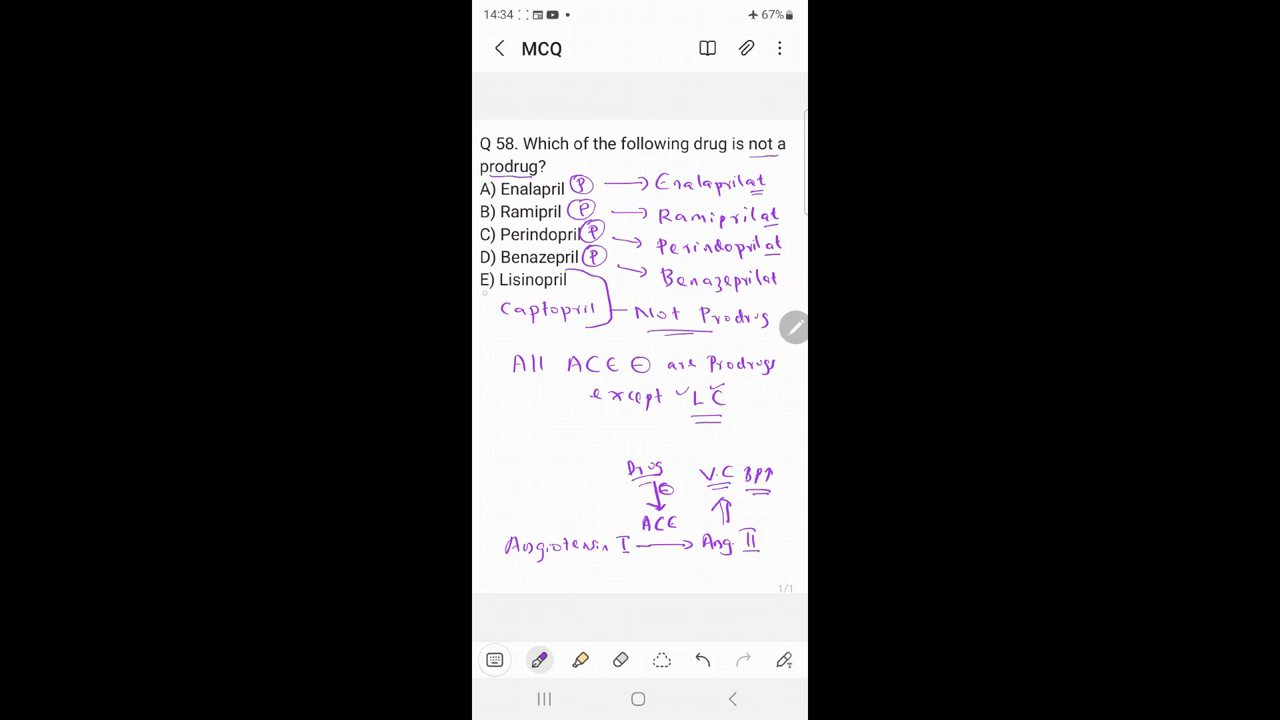 14:34 67%
MCQ
Q 58. Which of the following drug is not a
prodrug?
A) Enalapril P → Enalaprilat
B) Ramipril P → Ramiprilat
C) Perindopril P → Perindoprilat
D) Benazepril P → Benazeprilat
E) Lisinopril
Captopril Not Prodrug
All ACE ⊖ are Prodrugs
except ✓L ✓C
Drug V.C BP↑
⊖
ACE
Angiotensin I → Ang. II
1/1